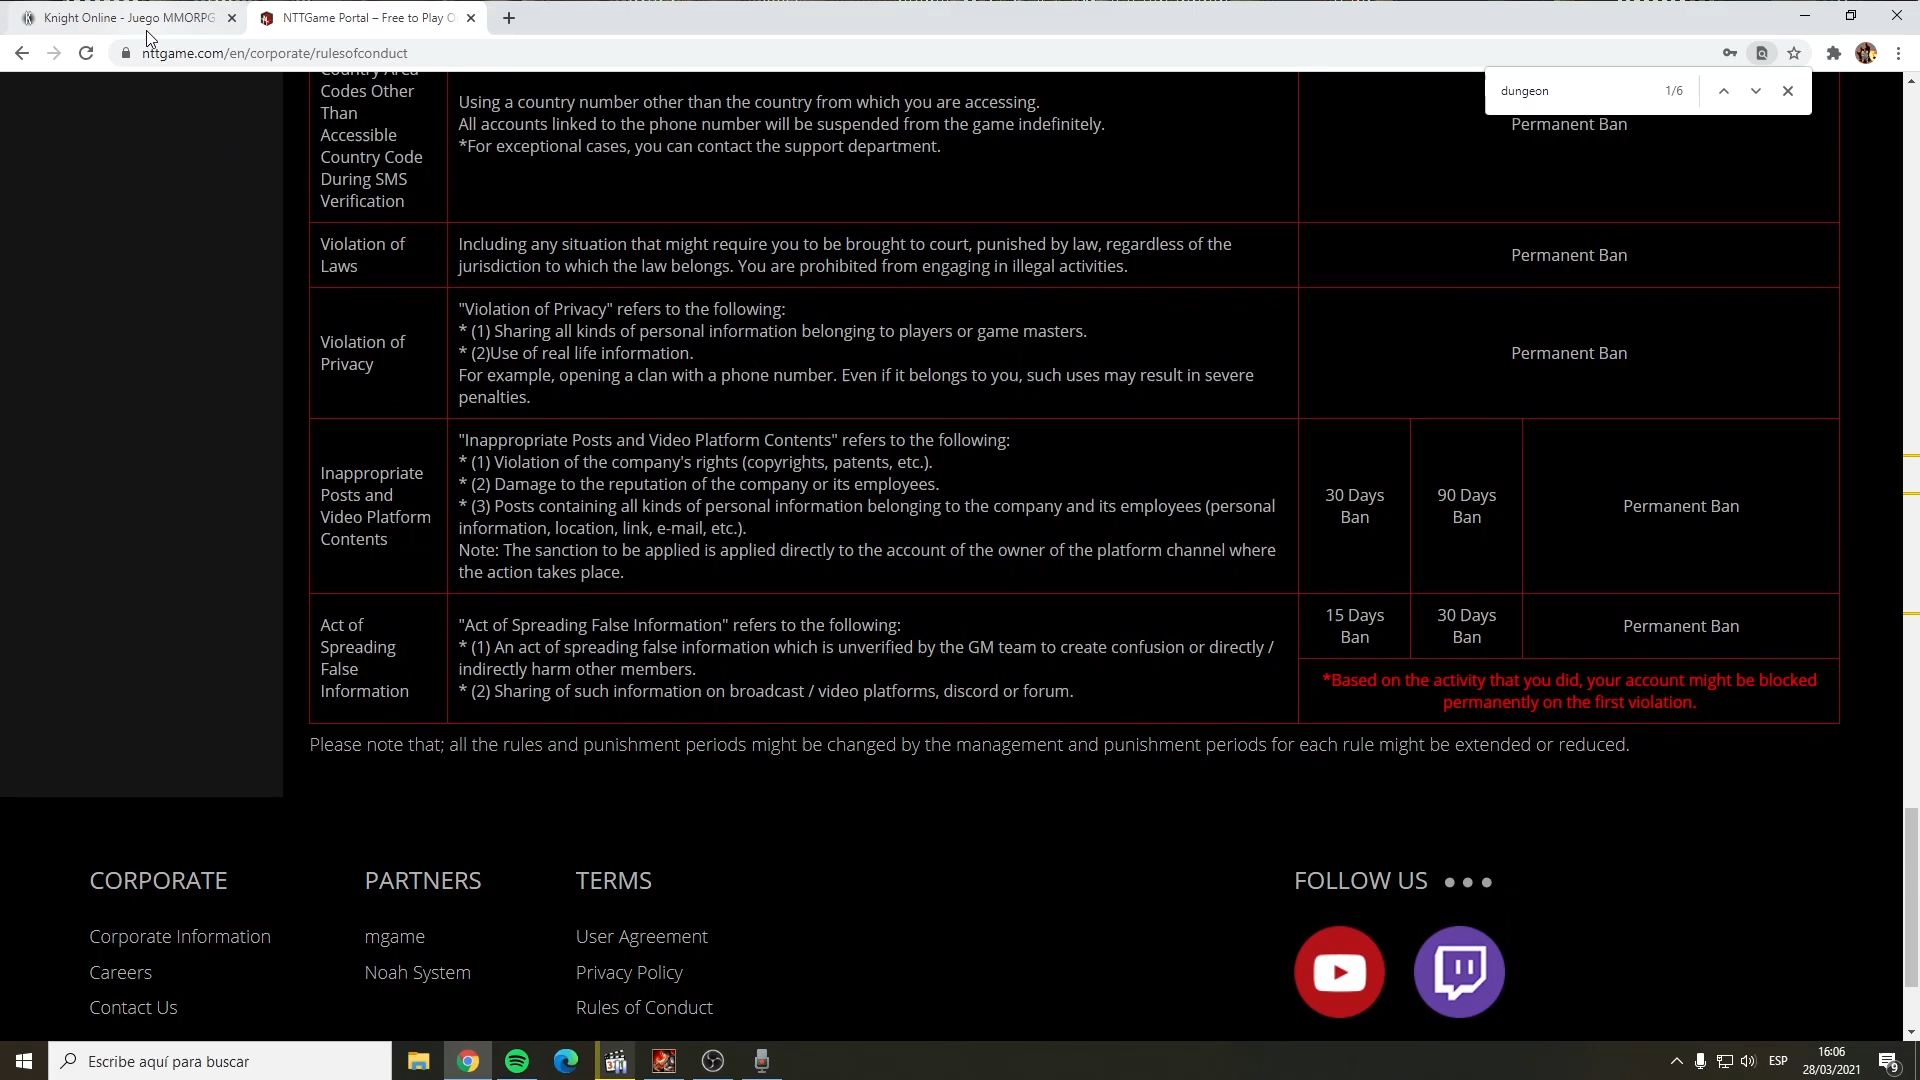 Knight Online - Juego MMORPG
NTTGame Portal – Free to Play O
nttgame.com/en/corporate/rulesofconduct
dungeon 1/6
Country Area
Codes Other
Than
Accessible
Country Code
During SMS
Verification
Using a country number other than the country from which you are accessing.
All accounts linked to the phone number will be suspended from the game indefinitely.
*For exceptional cases, you can contact the support department.
Permanent Ban
Violation of
Laws
Including any situation that might require you to be brought to court, punished by law, regardless of the
jurisdiction to which the law belongs. You are prohibited from engaging in illegal activities.
Permanent Ban
Violation of
Privacy
"Violation of Privacy" refers to the following:
* (1) Sharing all kinds of personal information belonging to players or game masters.
* (2)Use of real life information.
For example, opening a clan with a phone number. Even if it belongs to you, such uses may result in severe
penalties.
Permanent Ban
Inappropriate
Posts and
Video Platform
Contents
"Inappropriate Posts and Video Platform Contents" refers to the following:
* (1) Violation of the company's rights (copyrights, patents, etc.).
* (2) Damage to the reputation of the company or its employees.
* (3) Posts containing all kinds of personal information belonging to the company and its employees (personal
information, location, link, e-mail, etc.).
Note: The sanction to be applied is applied directly to the account of the owner of the platform channel where
the action takes place.
30 Days
Ban
90 Days
Ban
Permanent Ban
Act of
Spreading
False
Information
"Act of Spreading False Information" refers to the following:
* (1) An act of spreading false information which is unverified by the GM team to create confusion or directly /
indirectly harm other members.
* (2) Sharing of such information on broadcast / video platforms, discord or forum.
15 Days
Ban
30 Days
Ban
Permanent Ban
*Based on the activity that you did, your account might be blocked
permanently on the first violation.
Please note that; all the rules and punishment periods might be changed by the management and punishment periods for each rule might be extended or reduced.
CORPORATE
Corporate Information
Careers
Contact Us
PARTNERS
mgame
Noah System
TERMS
User Agreement
Privacy Policy
Rules of Conduct
FOLLOW US
Escribe aquí para buscar
ESP
16:06
28/03/2021
9